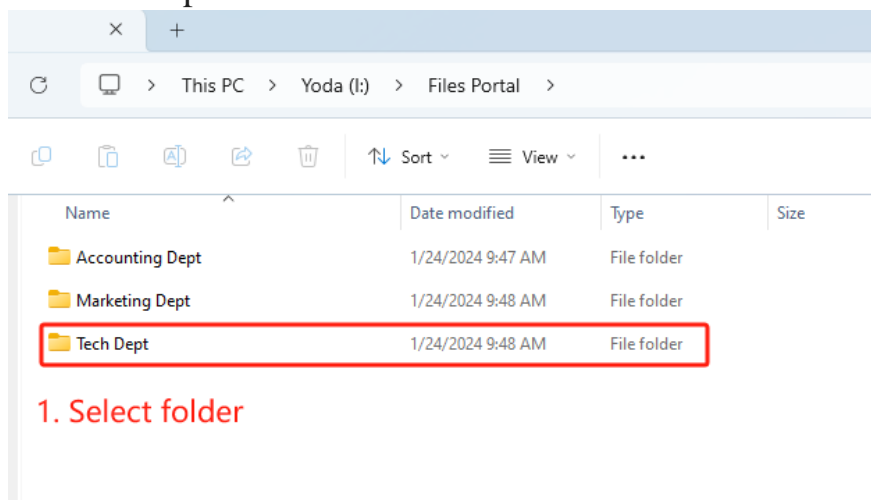 This PC > Yoda (I:) > Files Portal >
Sort View ...
Name Date modified Type Size
Accounting Dept 1/24/2024 9:47 AM File folder
Marketing Dept 1/24/2024 9:48 AM File folder
Tech Dept 1/24/2024 9:48 AM File folder
1. Select folder